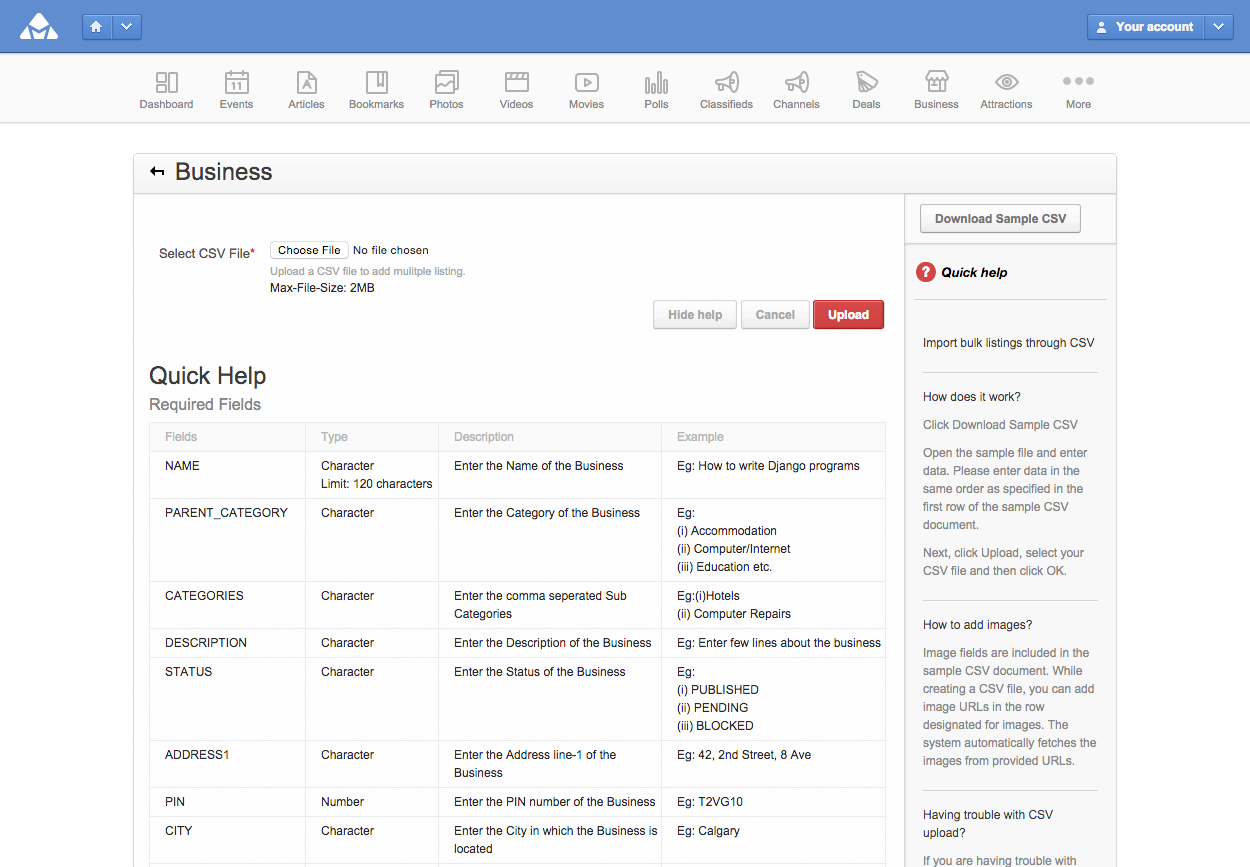 Your account
11
Dashboard Events Articles Bookmarks Photos Videos Movies Polls Classifieds Channels Deals Business Attractions More
Business
Download Sample CSV
Select CSV File*
Choose File No file chosen
Upload a CSV file to add mulitple listing.
Max-File-Size: 2MB
Hide help Cancel Upload
Quick Help
Required Fields
Fields Type Description Example
NAME Character Enter the Name of the Business Eg: How to write Django programs
Limit: 120 characters
PARENT_CATEGORY Character Enter the Category of the Business Eg:
(i) Accommodation
(ii) Computer/Internet
(iii) Education etc.
CATEGORIES Character Enter the comma seperated Sub Eg:(i)Hotels
Categories (ii) Computer Repairs
DESCRIPTION Character Enter the Description of the Business Eg: Enter few lines about the business
STATUS Character Enter the Status of the Business Eg:
(i) PUBLISHED
(ii) PENDING
(iii) BLOCKED
ADDRESS1 Character Enter the Address line-1 of the Eg: 42, 2nd Street, 8 Ave
Business
PIN Number Enter the PIN number of the Business Eg: T2VG10
CITY Character Enter the City in which the Business is Eg: Calgary
located
? Quick help
Import bulk listings through CSV
How does it work?
Click Download Sample CSV
Open the sample file and enter
data. Please enter data in the
same order as specified in the
first row of the sample CSV
document.
Next, click Upload, select your
CSV file and then click OK.
How to add images?
Image fields are included in the
sample CSV document. While
creating a CSV file, you can add
image URLs in the row
designated for images. The
system automatically fetches the
images from provided URLs.
Having trouble with CSV
upload?
If you are having trouble with